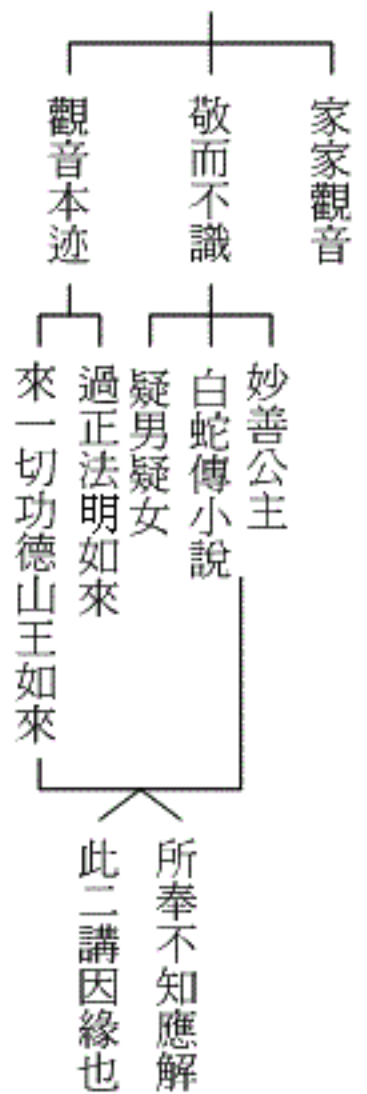 家家觀音
敬而不識
觀音本迹
妙善公主
白蛇傳小說
疑男疑女
過正法明如來
來一切功德山王如來
所奉不知應解
此二講因緣也